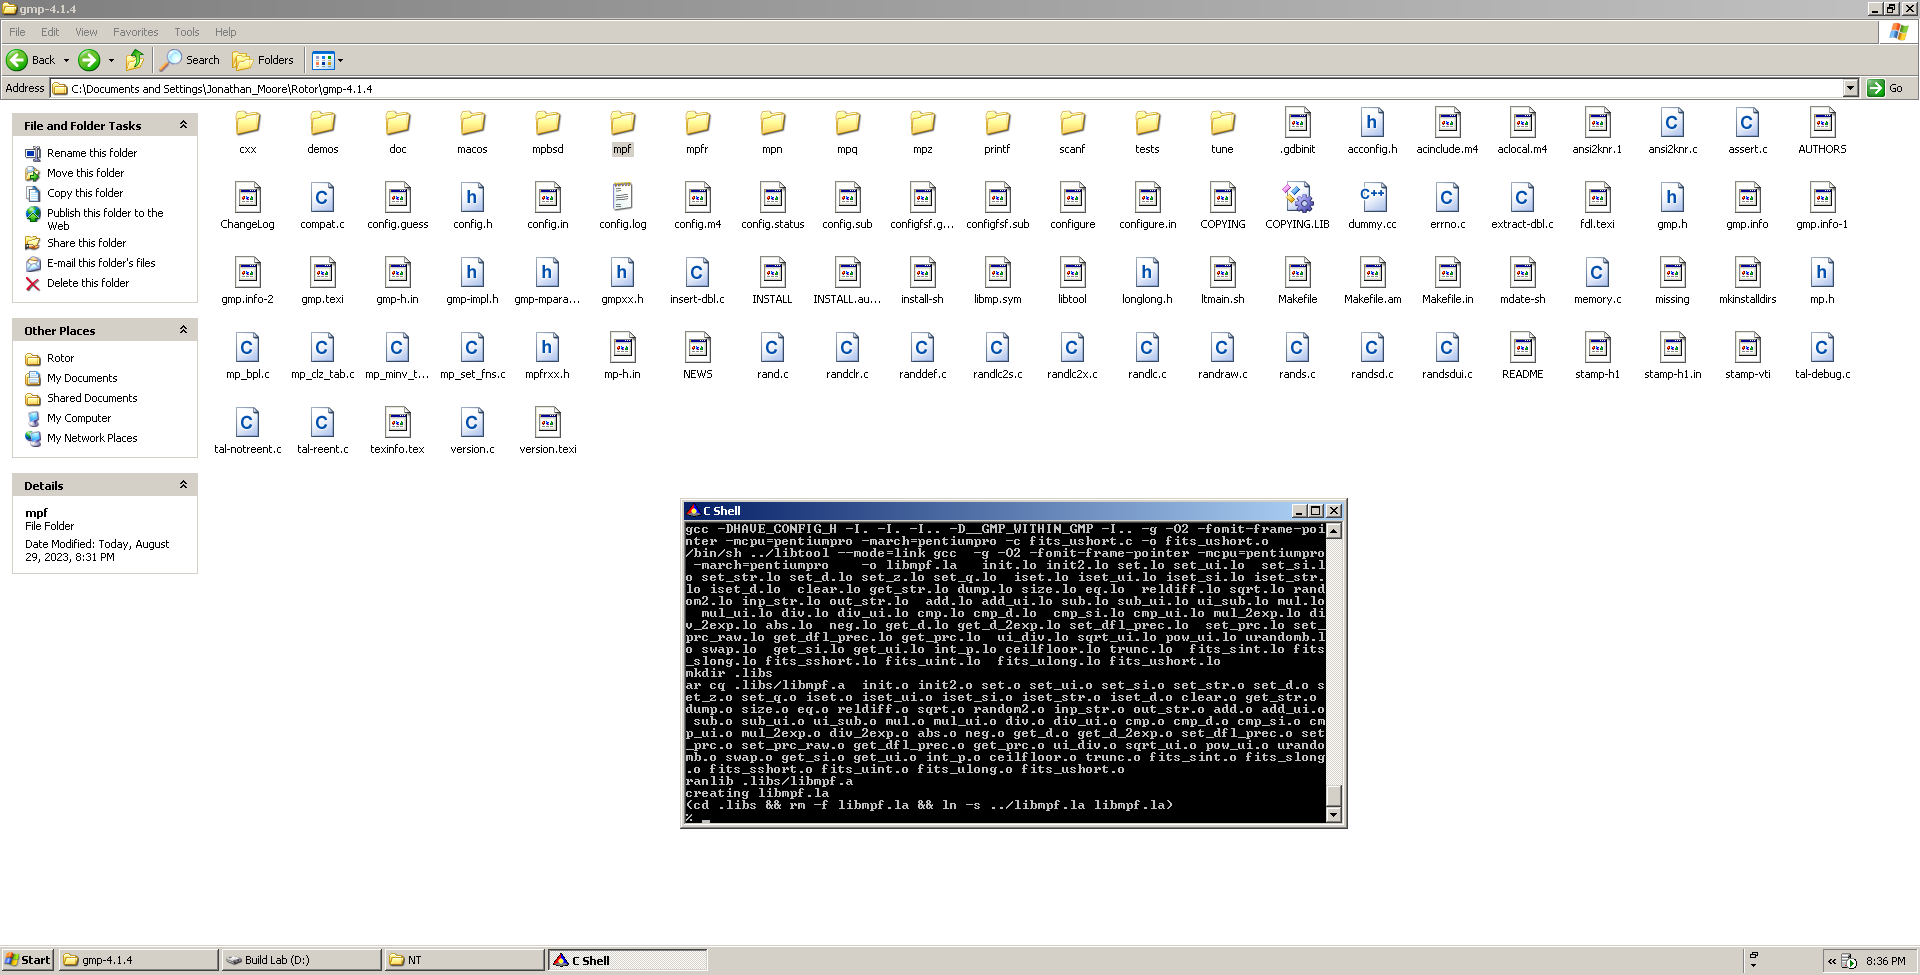 gmp-4.1.4
File Edit View Favorites Tools Help
Back Search Folders
Address C:\Documents and Settings\Jonathan_Moore\Rotor\gmp-4.1.4 Go
File and Folder Tasks
Rename this folder
Move this folder
Copy this folder
Publish this folder to the
Web
Share this folder
E-mail this folder's files
Delete this folder
Other Places
Rotor
My Documents
Shared Documents
My Computer
My Network Places
Details
mpf
File Folder
Date Modified: Today, August
29, 2023, 8:31 PM
cxx demos doc macos mpbsd mpf mpfr mpn mpq mpz printf scanf tests tune .gdbinit acconfig.h acinclude.m4 aclocal.m4 ansi2knr.1 ansi2knr.c assert.c AUTHORS
ChangeLog compat.c config.guess config.h config.in config.log config.m4 config.status config.sub configfsf.g... configfsf.sub configure configure.in COPYING COPYING.LIB dummy.cc errno.c extract-dbl.c fdl.texi gmp.h gmp.info gmp.info-1
gmp.info-2 gmp.texi gmp-h.in gmp-impl.h gmp-mpara... gmpxx.h insert-dbl.c INSTALL INSTALL.au... install-sh libmp.sym libtool longlong.h ltmain.sh Makefile Makefile.am Makefile.in mdate-sh memory.c missing mkinstalldirs mp.h
mp_bpl.c mp_clz_tab.c mp_minv_t... mp_set_fns.c mpfrxx.h mp-h.in NEWS rand.c randclr.c randdef.c randlc2s.c randlc2x.c randlc.c randraw.c rands.c randsd.c randsdui.c README stamp-h1 stamp-h1.in stamp-vti tal-debug.c
tal-notreent.c tal-reent.c texinfo.tex version.c version.texi
C Shell
gcc -DHAVE_CONFIG_H -I. -I. -I.. -D__GMP_WITHIN_GMP -I.. -g -O2 -fomit-frame-poi
nter -mcpu=pentiumpro -march=pentiumpro -c fits_ushort.c -o fits_ushort.o
/bin/sh ../libtool --mode=link gcc  -g -O2 -fomit-frame-pointer -mcpu=pentiumpro
 -march=pentiumpro    -o libmpf.la   init.lo init2.lo set.lo set_ui.lo  set_si.l
o set_str.lo set_d.lo set_z.lo set_q.lo  iset.lo iset_ui.lo iset_si.lo iset_str.
lo iset_d.lo  clear.lo get_str.lo dump.lo size.lo eq.lo  reldiff.lo sqrt.lo rand
om2.lo inp_str.lo out_str.lo  add.lo add_ui.lo sub.lo sub_ui.lo ui_sub.lo mul.lo
  mul_ui.lo div.lo div_ui.lo cmp.lo cmp_d.lo  cmp_si.lo cmp_ui.lo mul_2exp.lo di
v_2exp.lo abs.lo  neg.lo get_d.lo get_d_2exp.lo set_dfl_prec.lo  set_prc.lo set_
prc_raw.lo get_dfl_prec.lo get_prc.lo  ui_div.lo sqrt_ui.lo pow_ui.lo urandomb.l
o swap.lo  get_si.lo get_ui.lo int_p.lo ceilfloor.lo trunc.lo  fits_sint.lo fits
_slong.lo fits_sshort.lo fits_uint.lo  fits_ulong.lo fits_ushort.lo
mkdir .libs
ar cq .libs/libmpf.a  init.o init2.o set.o set_ui.o set_si.o set_str.o set_d.o s
et_z.o set_q.o iset.o iset_ui.o iset_si.o iset_str.o iset_d.o clear.o get_str.o
dump.o size.o eq.o reldiff.o sqrt.o random2.o inp_str.o out_str.o add.o add_ui.o
 sub.o sub_ui.o ui_sub.o mul.o mul_ui.o div.o div_ui.o cmp.o cmp_d.o cmp_si.o cm
p_ui.o mul_2exp.o div_2exp.o abs.o neg.o get_d.o get_d_2exp.o set_dfl_prec.o set
_prc.o set_prc_raw.o get_dfl_prec.o get_prc.o ui_div.o sqrt_ui.o pow_ui.o urando
mb.o swap.o get_si.o get_ui.o int_p.o ceilfloor.o trunc.o fits_sint.o fits_slong
.o fits_sshort.o fits_uint.o fits_ulong.o fits_ushort.o
ranlib .libs/libmpf.a
creating libmpf.la
(cd .libs && rm -f libmpf.la && ln -s ../libmpf.la libmpf.la)
% _
Start gmp-4.1.4 Build Lab (D:) NT C Shell 8:36 PM